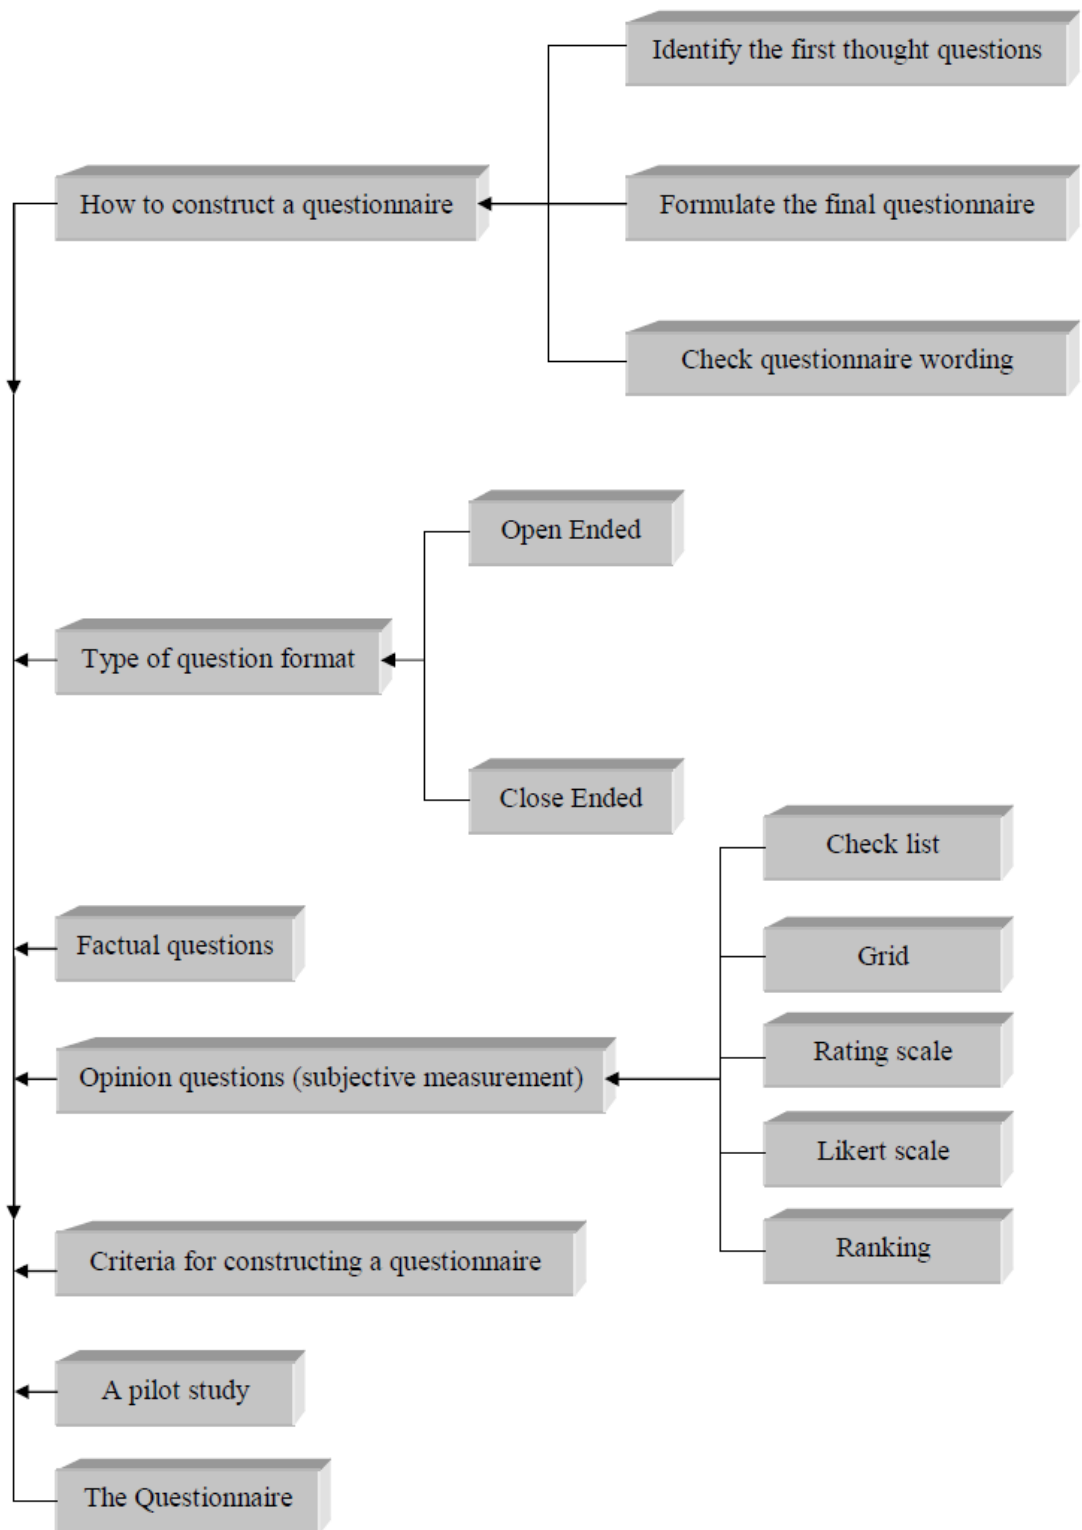 Identify the first thought questions
How to construct a questionnaire
Formulate the final questionnaire
Check questionnaire wording
Open Ended
Type of question format
Close Ended
Check list
Factual questions
Grid
Rating scale
Opinion questions (subjective measurement)
Likert scale
Ranking
Criteria for constructing a questionnaire
A pilot study
The Questionnaire